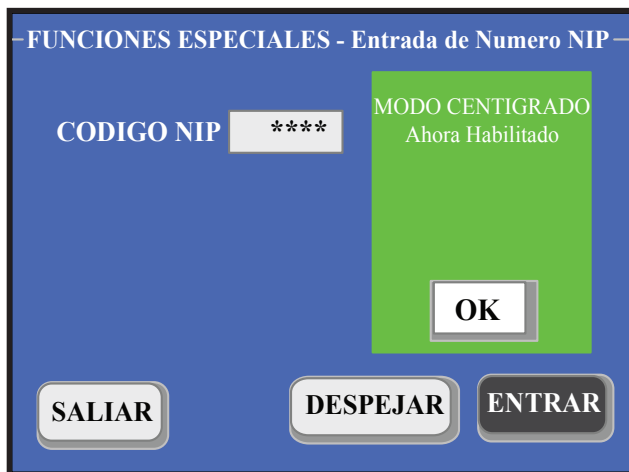 FUNCIONES ESPECIALES - Entrada de Numero NIP
CODIGO NIP ****
MODO CENTIGRADO
Ahora Habilitado
OK
SALIAR
DESPEJAR
ENTRAR